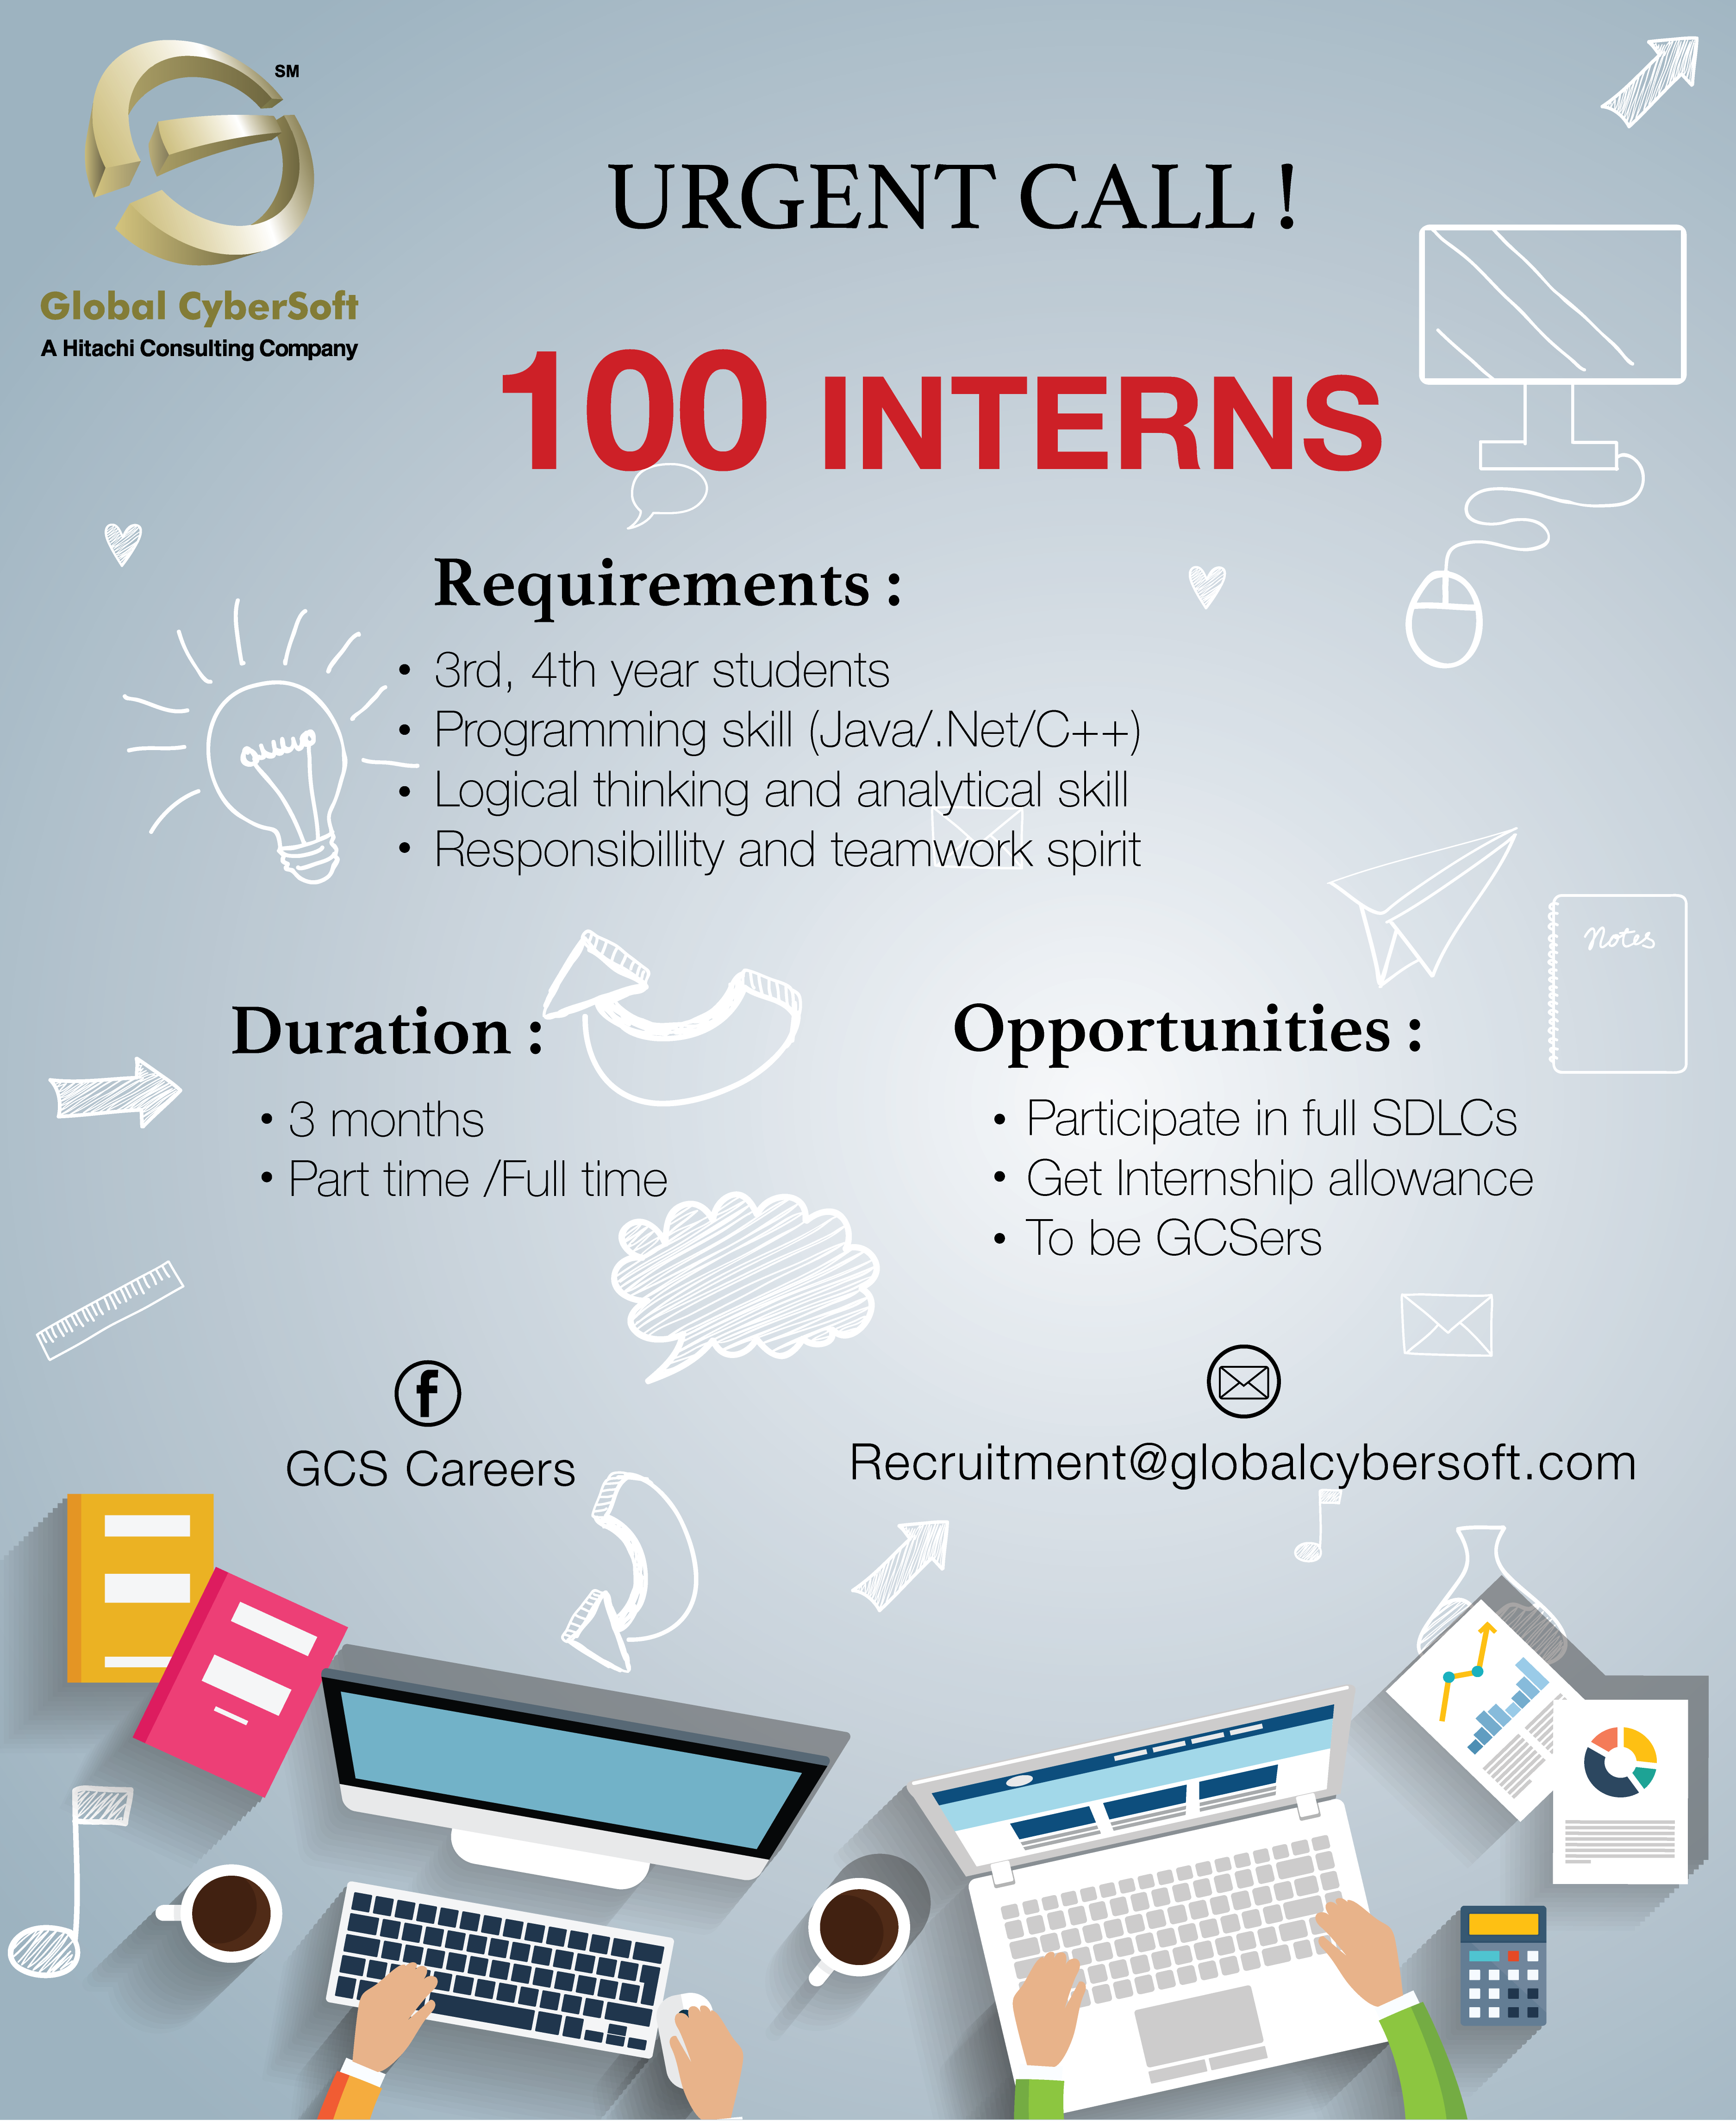 SM
Global CyberSoft
A Hitachi Consulting Company
URGENT CALL !
100 INTERNS
Requirements :
• 3rd, 4th year students
• Programming skill (Java/.Net/C++)
• Logical thinking and analytical skill
• Responsibillity and teamwork spirit
Notes
Duration :
• 3 months
• Part time /Full time
Opportunities :
• Participate in full SDLCs
• Get Internship allowance
• To be GCSers
f
GCS Careers
Recruitment@globalcybersoft.com